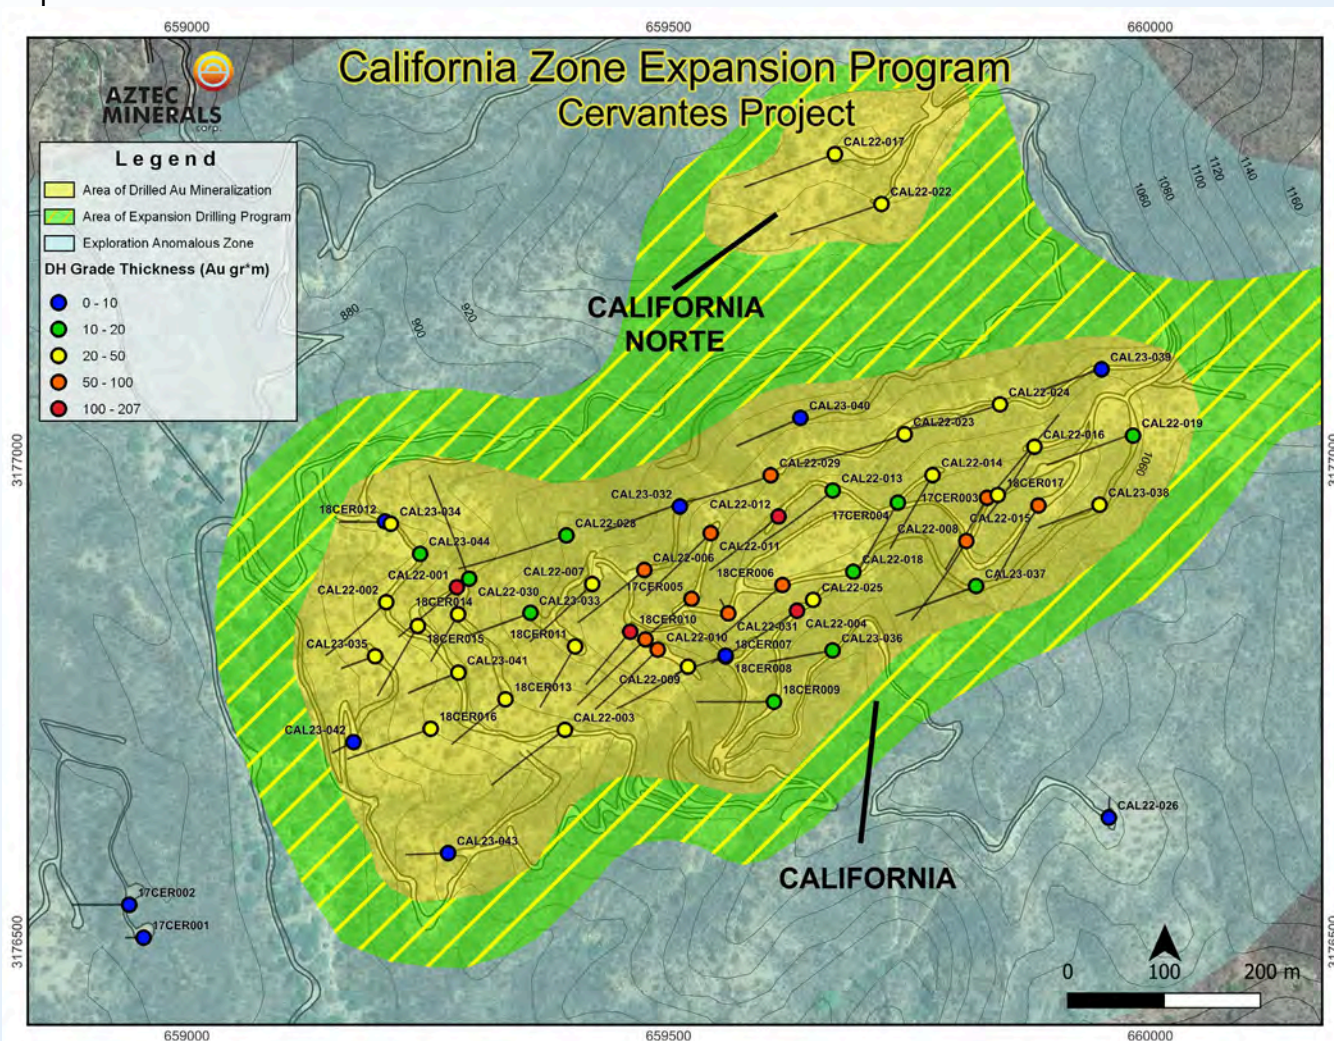 659000
659500
660000
California Zone Expansion Program
Cervantes Project
AZTEC
MINERALS
corp.
Legend
Area of Drilled Au Mineralization
Area of Expansion Drilling Program
Exploration Anomalous Zone
DH Grade Thickness (Au gr*m)
0 - 10
10 - 20
20 - 50
50 - 100
100 - 207
CAL22-017
CAL22-022
1060
1080
1100
1120
1140
1160
CALIFORNIA
NORTE
880
900
920
CAL23-039
CAL22-024
CAL23-040
CAL22-023
CAL22-019
CAL22-016
3177000
3177000
1060
CAL22-029
CAL22-013
CAL22-014
18CER017
CAL23-032
CAL22-012
17CER003
17CER004
CAL23-038
18CER012
CAL23-034
CAL22-028
CAL22-011
CAL22-008
CAL22-015
CAL23-044
CAL22-001
CAL22-006
CAL22-018
CAL22-007
17CER005
18CER006
CAL23-037
CAL22-002
CAL22-030
CAL23-033
CAL22-025
18CER014
18CER010
CAL22-031
CAL22-004
18CER015
18CER011
CAL22-010
18CER007
CAL23-036
CAL23-035
CAL23-041
CAL22-009
18CER008
18CER013
18CER009
CAL23-042
18CER016
CAL22-003
CAL22-026
CAL23-043
CALIFORNIA
17CER002
17CER001
3176500
3176500
0
100
200 m
659000
659500
660000